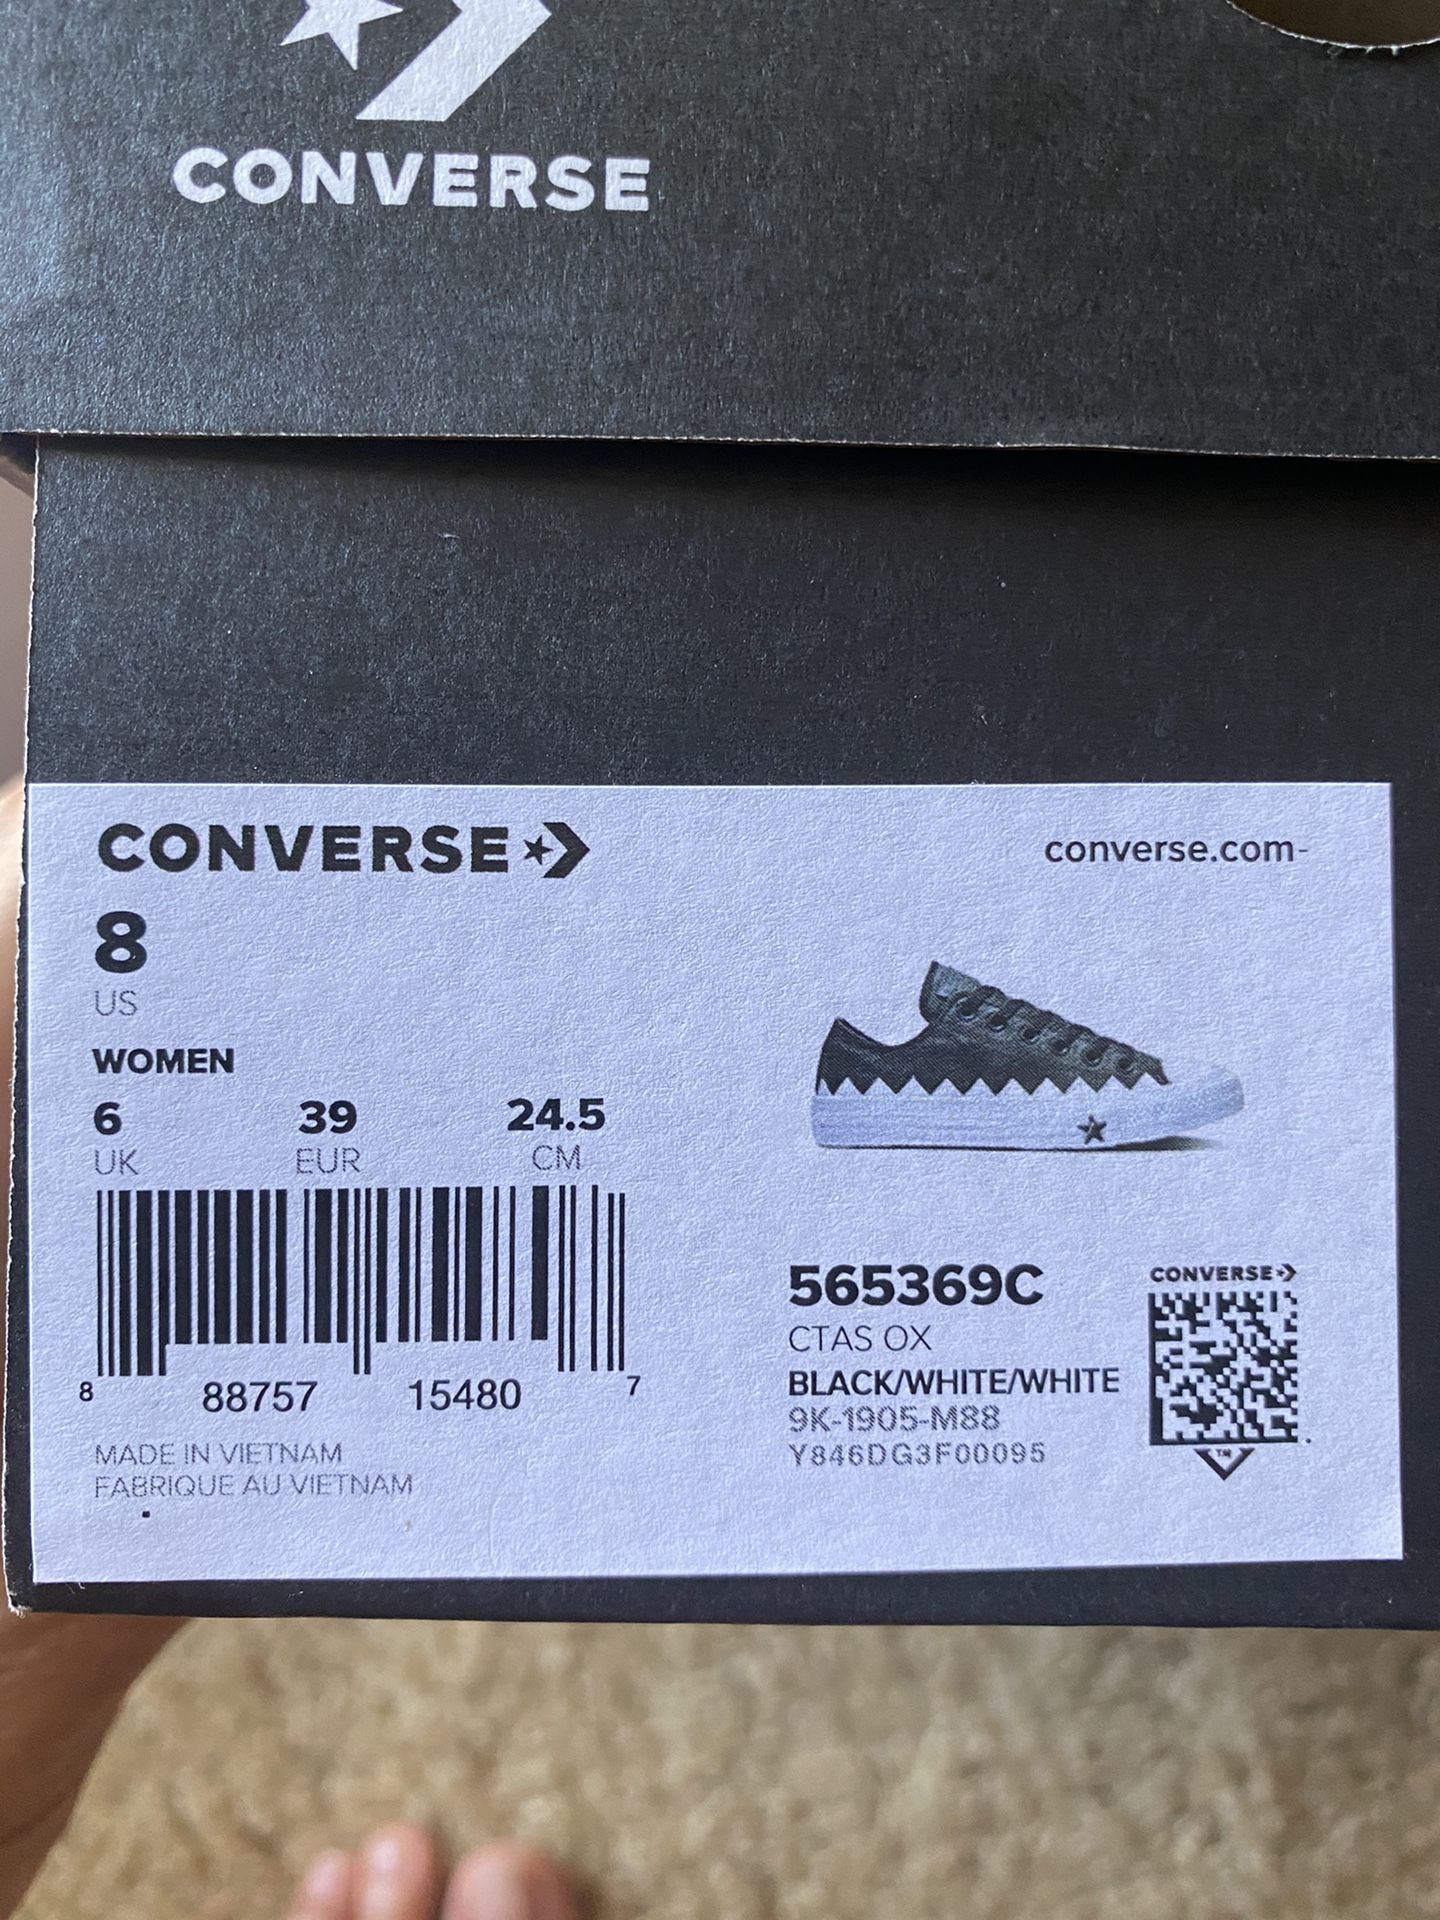 CONVERSE
CONVERSE
converse.com
8
US
WOMEN
6 39 24.5
UK EUR CM
8 88757 15480 7
MADE IN VIETNAM
FABRIQUE AU VIETNAM
565369C
CTAS OX
BLACK/WHITE/WHITE
9K-1905-M88
Y846DG3F00095
CONVERSE
TM